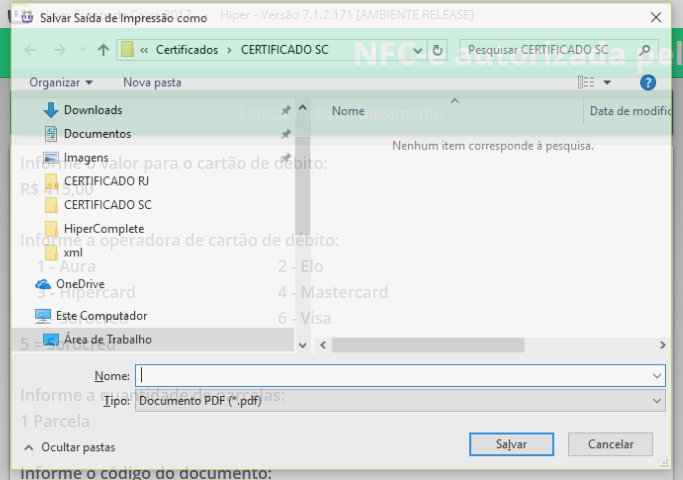 Salvar Saída de Impressão como
Hiper - Versão 7.1.2.171 [AMBIENTE RELEASE]
Certificados
CERTIFICADO SC
Pesquisar CERTIFICADO SC
NFC-e autorizada pel
Organizar
Nova pasta
Lançar
pagamento
Downloads
Documentos
Imagens
CERTIFICADO RJ
CERTIFICADO SC
HiperComplete
xml
OneDrive
Este Computador
Área de Trabalho
Nome
Data de modific
Nenhum item corresponde à pesquisa.
Informe o valor para o cartão de débito:
R$ 415,00
Informe a operadora de cartão de débito:
1 - Aura
2 - Elo
3 - Hipercard
4 - Mastercard
5 - Sorocred
6 - Visa
5 = Sorocred
Nome:
Tipo: Documento PDF (*.pdf)
Informe a quantidade de parcelas:
1 Parcela
Ocultar pastas
Salvar
Cancelar
Informe o código do documento: